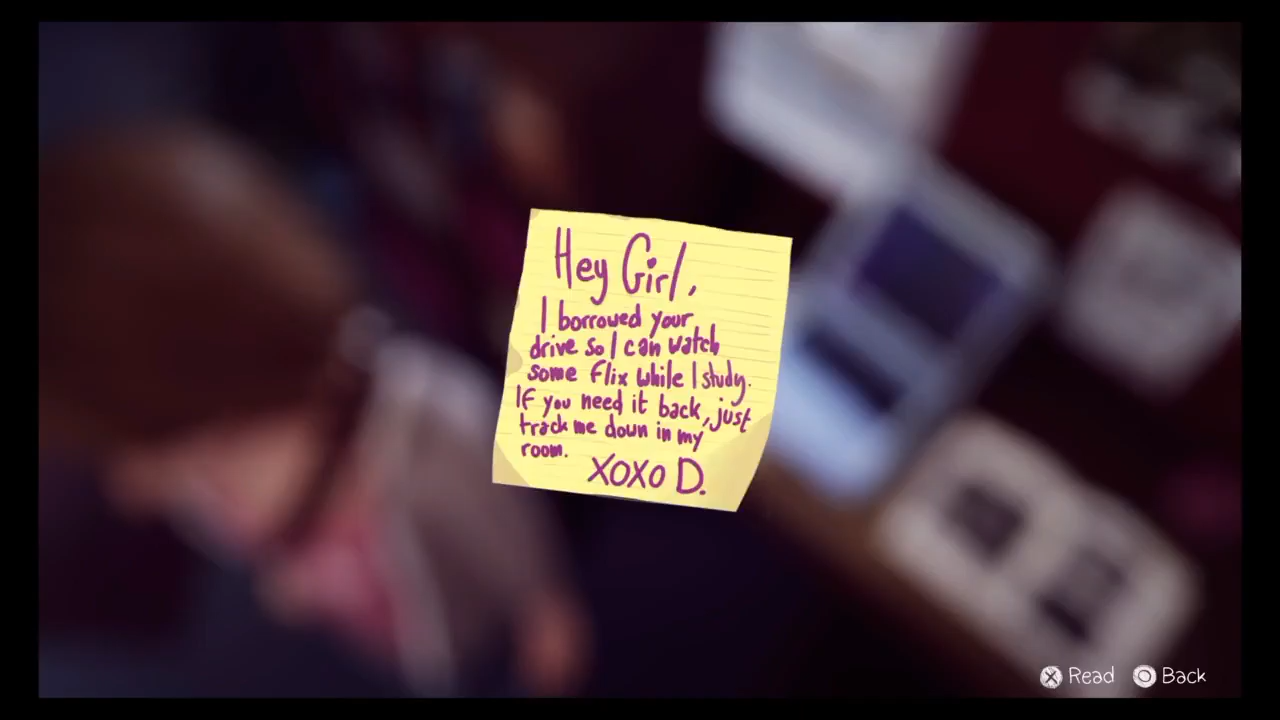 Hey Girl,
I borrowed your
drive so I can watch
some flix while I study.
If you need it back, just
track me down in my
room.
XOXO D.
Read Back